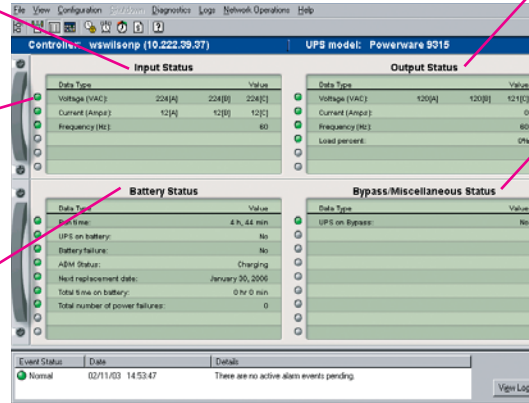 File View Configuration Shutdown Diagnostics Logs Network Operations Help
Controller: wswilsonp (10.222.39.37) UPS model: Powerware 9315
Input Status
Data Type Value
Voltage (VAC): 224[A] 224[B] 224[C]
Current (Amps): 12[A] 12[B] 12[C]
Frequency (Hz): 60
Output Status
Data Type Value
Voltage (VAC): 120[A] 120[B] 121[C]
Current (Amps): 0
Frequency (Hz): 60
Load percent: 0%
Battery Status
Data Type Value
Run time: 4 h, 44 min
UPS on battery: No
Battery failure: No
ABM Status: Charging
Next replacement date: January 30, 2006
Total time on battery: 0 hr 0 min
Total number of power failures: 0
Bypass/Miscellaneous Status
Data Type Value
UPS on Bypass: No
Event Status Date Details
Normal 02/11/03 14:53:47 There are no active alarm events pending.
View Log